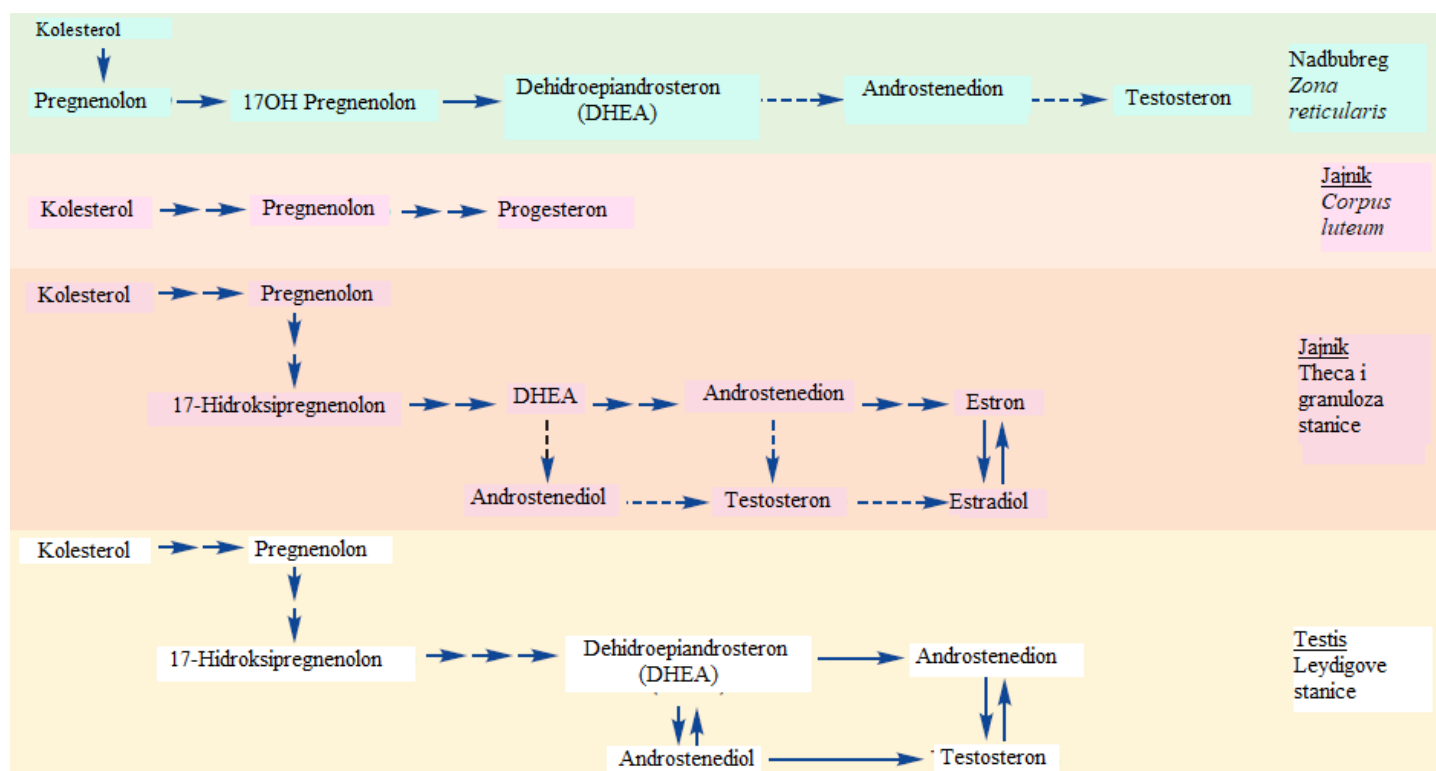 Kolesterol
Pregnenolon
17OH Pregnenolon
Dehidroepiandrosteron
(DHEA)
Androstenedion
Testosteron
Nadbubreg
Zona
reticularis
Kolesterol
Pregnenolon
Progesteron
Jajnik
Corpus
luteum
Kolesterol
Pregnenolon
17-Hidroksipregnenolon
DHEA
Androstenedion
Estron
Androstenediol
Testosteron
Estradiol
Jajnik
Theca i
granuloza
stanice
Kolesterol
Pregnenolon
17-Hidroksipregnenolon
Dehidroepiandrosteron
(DHEA)
Androstenedion
Androstenediol
Testosteron
Testis
Leydigove
stanice